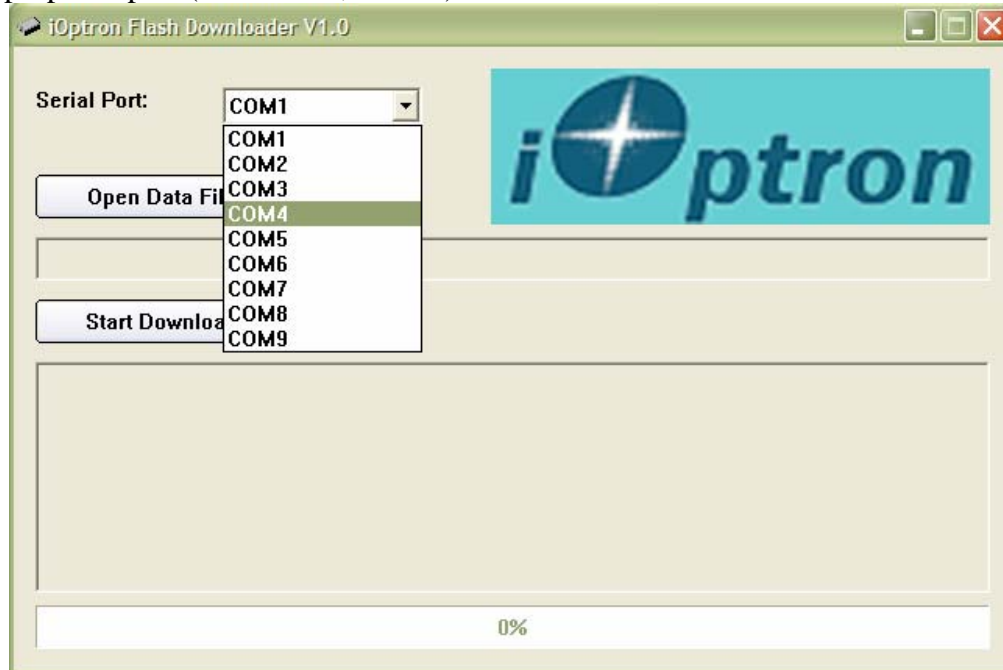 iOptron Flash Downloader V1.0
Serial Port:
COM1
iOptron
COM1
COM2
Open Data Fil
COM3
COM4
COM5
COM6
COM7
Start Downloa
COM8
COM9
0%